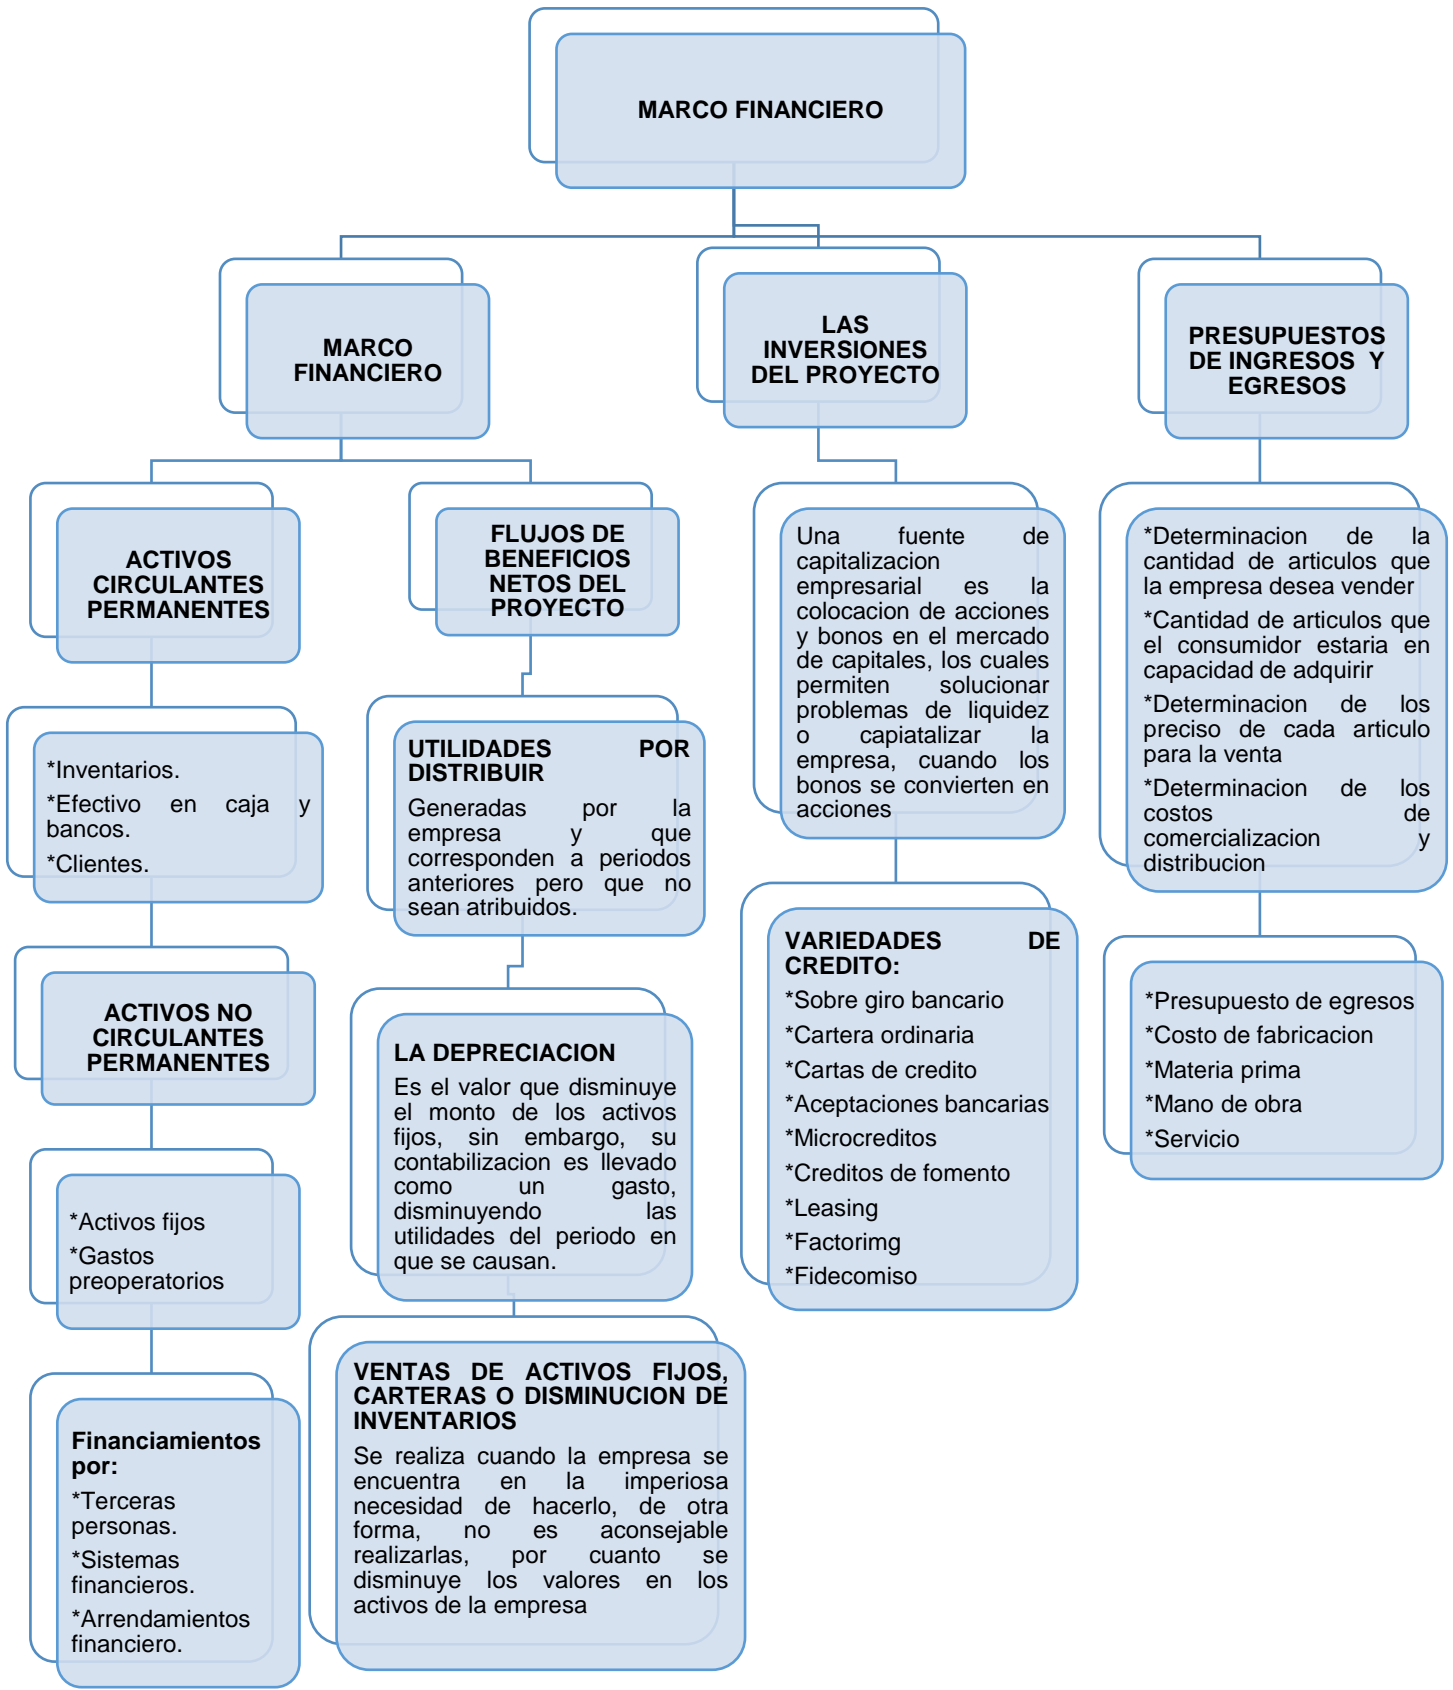 MARCO FINANCIERO
MARCO
FINANCIERO
ACTIVOS
CIRCULANTES
PERMANENTES
*Inventarios.
*Efectivo en caja y
bancos.
*Clientes.
ACTIVOS NO
CIRCULANTES
PERMANENTES
*Activos fijos
*Gastos
preoperatorios
Financiamientos
por:
*Terceras
personas.
*Sistemas
financieros.
*Arrendamientos
financiero.
FLUJOS DE
BENEFICIOS
NETOS DEL
PROYECTO
UTILIDADES POR
DISTRIBUIR
Generadas por la
empresa y que
corresponden a periodos
anteriores pero que no
sean atribuidos.
LA DEPRECIACION
Es el valor que disminuye
el monto de los activos
fijos, sin embargo, su
contabilizacion es llevado
como un gasto,
disminuyendo las
utilidades del periodo en
que se causan.
VENTAS DE ACTIVOS FIJOS,
CARTERAS O DISMINUCION DE
INVENTARIOS
Se realiza cuando la empresa se
encuentra en la imperiosa
necesidad de hacerlo, de otra
forma, no es aconsejable
realizarlas, por cuanto se
disminuye los valores en los
activos de la empresa
LAS
INVERSIONES
DEL PROYECTO
Una fuente de
capitalizacion
empresarial es la
colocacion de acciones
y bonos en el mercado
de capitales, los cuales
permiten solucionar
problemas de liquidez
o capiatalizar la
empresa, cuando los
bonos se convierten en
acciones
VARIEDADES DE
CREDITO:
*Sobre giro bancario
*Cartera ordinaria
*Cartas de credito
*Aceptaciones bancarias
*Microcreditos
*Creditos de fomento
*Leasing
*Factorimg
*Fidecomiso
PRESUPUESTOS
DE INGRESOS Y
EGRESOS
*Determinacion de la
cantidad de articulos que
la empresa desea vender
*Cantidad de articulos que
el consumidor estaria en
capacidad de adquirir
*Determinacion de los
preciso de cada articulo
para la venta
*Determinacion de los
costos de
comercializacion y
distribucion
*Presupuesto de egresos
*Costo de fabricacion
*Materia prima
*Mano de obra
*Servicio